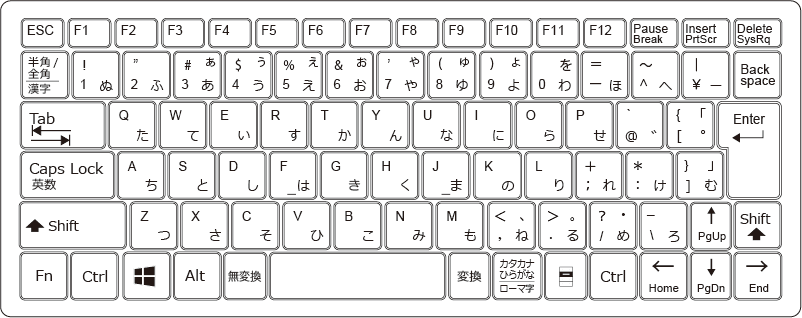 ESC F1 F2 F3 F4 F5 F6 F7 F8 F9 F10 F11 F12 Pause Break Insert PrtScr Delete SysRq
半角/全角 漢字 ! 1 ぬ " 2 ふ # ぁ 3 あ $ ぅ 4 う % ぇ 5 え & ぉ 6 お ' ゃ 7 や ( ゅ 8 ゆ ) ょ 9 よ を 0 わ = ー ほ ～ ^ へ | ¥ ー Back space
Tab Q た W て E い R す T か Y ん U な I に O ら P せ ` @ ゛ { 「 [ ゜ Enter
Caps Lock 英数 A ち S と D し F _は G き H く J _ま K の L り + ; れ * : け } 」 ] む
Shift Z つ X さ C そ V ひ B こ N み M も < 、 , ね > 。 . る ? ・ / め － \ ろ ↑ PgUp Shift
Fn Ctrl Alt 無変換 変換 カタカナ ひらがな ローマ字 Ctrl ← Home ↓ PgDn → End